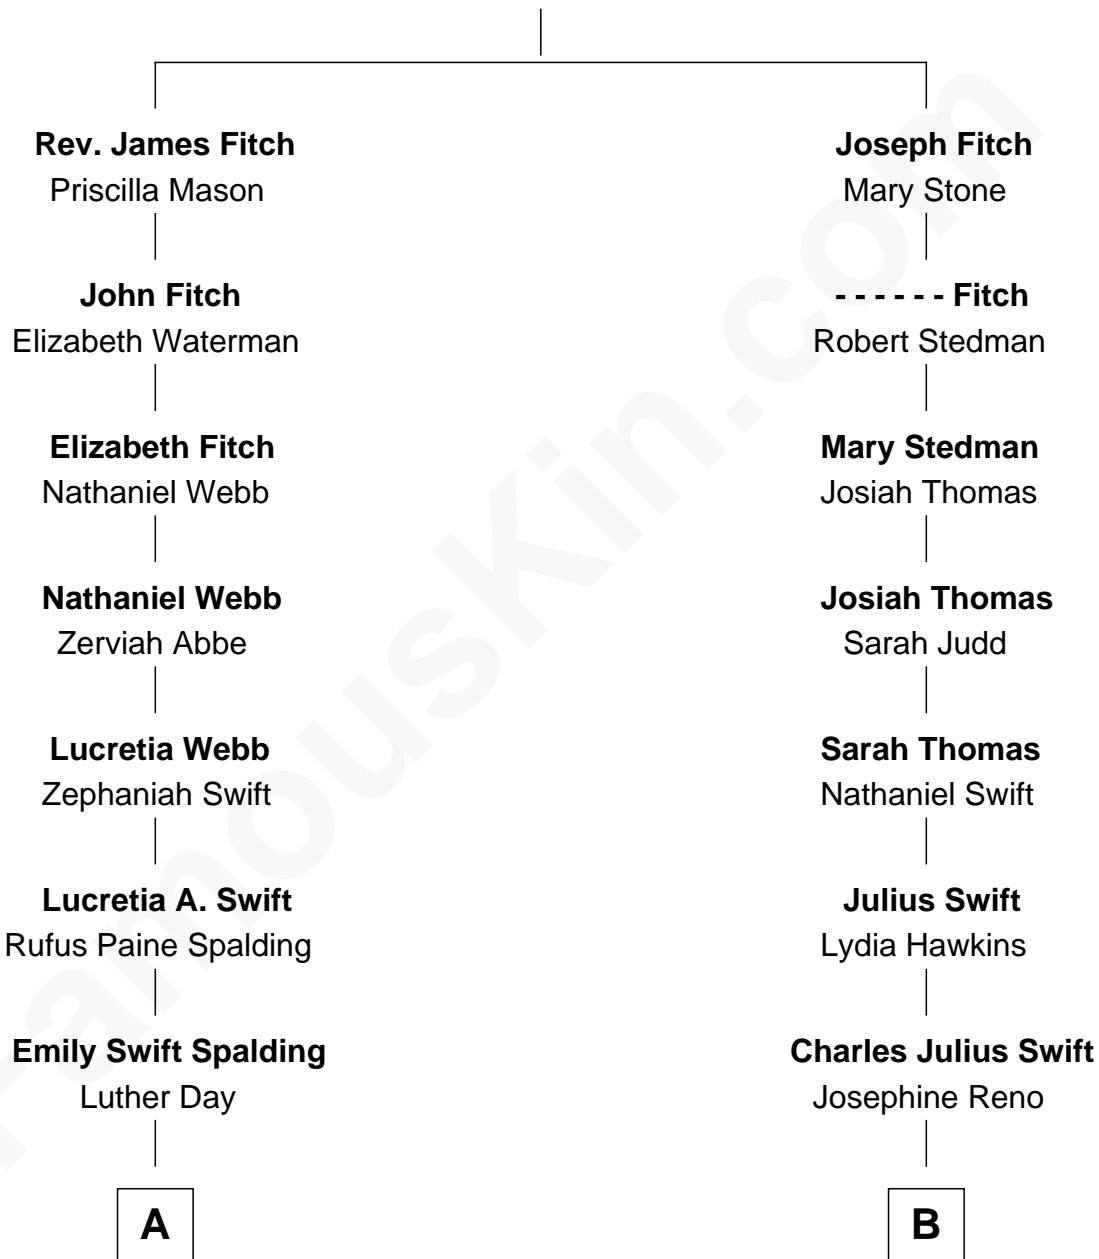 Rev. James Fitch
Priscilla Mason
John Fitch
Elizabeth Waterman
Elizabeth Fitch
Nathaniel Webb
Nathaniel Webb
Zerviah Abbe
Lucretia Webb
Zephaniah Swift
Lucretia A. Swift
Rufus Paine Spalding
Emily Swift Spalding
Luther Day
A
Joseph Fitch
Mary Stone
- - - - - - Fitch
Robert Stedman
Mary Stedman
Josiah Thomas
Josiah Thomas
Sarah Judd
Sarah Thomas
Nathaniel Swift
Julius Swift
Lydia Hawkins
Charles Julius Swift
Josephine Reno
B
FamousKin.com